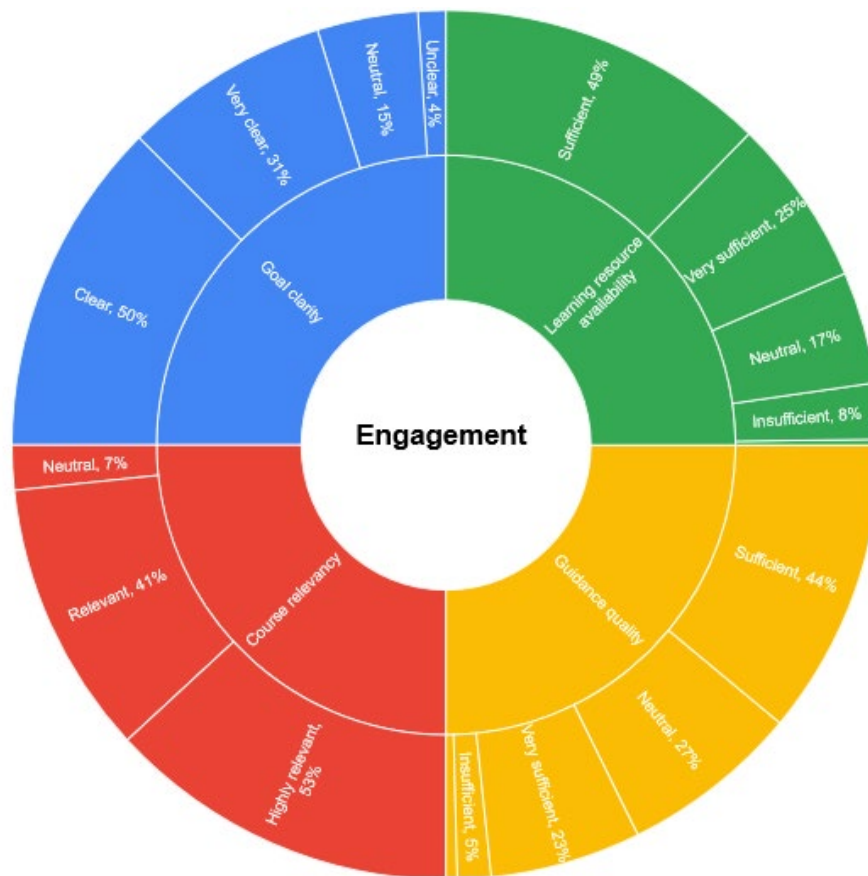 Unclear, 4%
Neutral, 15%
Very clear, 31%
Clear, 50%
Goal clarity
Sufficient, 49%
Very sufficient, 25%
Neutral, 17%
Insufficient, 8%
Learning resource
availability
Engagement
Neutral, 7%
Relevant, 41%
Highly relevant,
53%
Course relevancy
Sufficient, 44%
Neutral, 27%
Very sufficient, 23%
Insufficient, 5%
Guidance quality